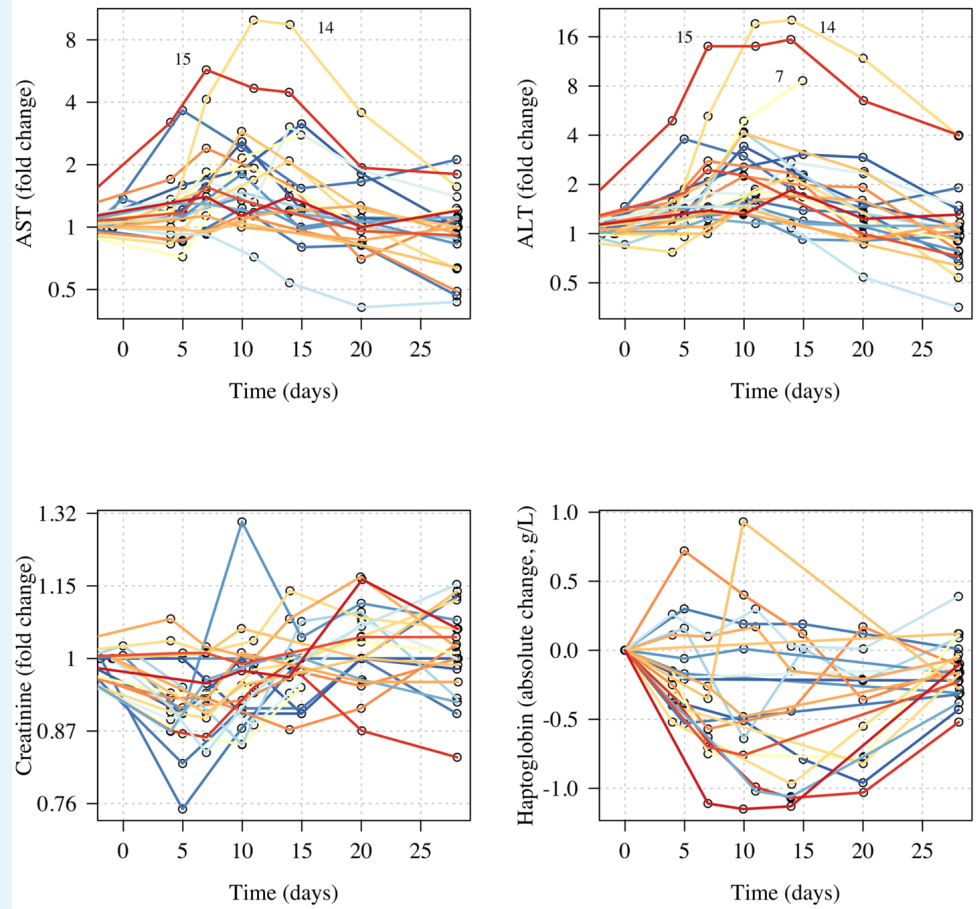 AST (fold change)
8
4
2
1
0.5
15
14
0 5 10 15 20 25
Time (days)
ALT (fold change)
16
8
4
2
1
0.5
15
14
7
0 5 10 15 20 25
Time (days)
Creatinine (fold change)
1.32
1.15
1
0.87
0.76
0 5 10 15 20 25
Time (days)
Haptoglobin (absolute change, g/L)
1.0
0.5
0.0
-0.5
-1.0
0 5 10 15 20 25
Time (days)